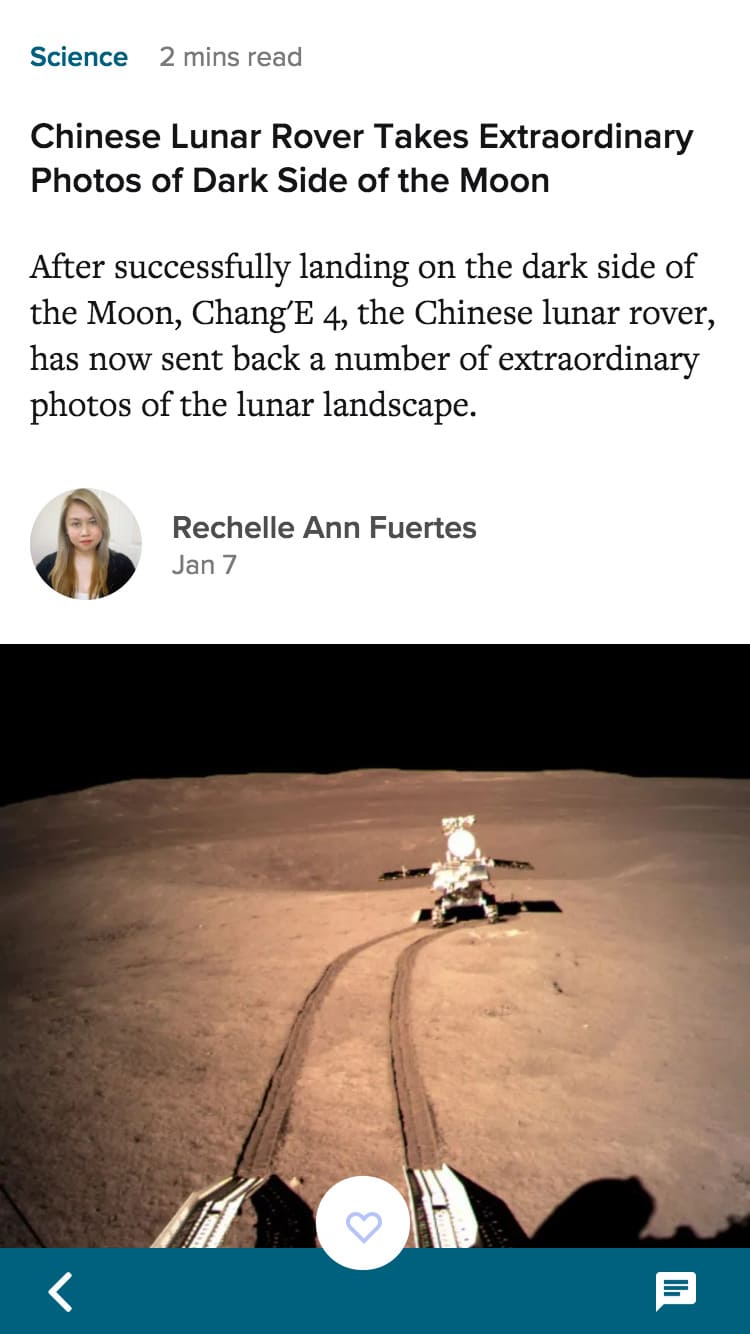 Science 2 mins read
Chinese Lunar Rover Takes Extraordinary
Photos of Dark Side of the Moon
After successfully landing on the dark side of
the Moon, Chang′E 4, the Chinese lunar rover,
has now sent back a number of extraordinary
photos of the lunar landscape.
Rechelle Ann Fuertes
Jan 7